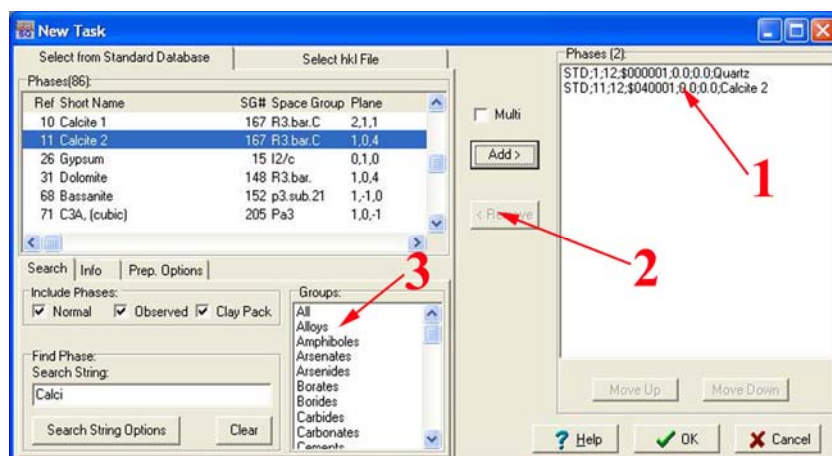 New Task
Select from Standard Database
Select hkl File
Phases(86):
Ref Short Name SG# Space Group Plane
10 Calcite 1 167 R3.bar.C 2,1,1
11 Calcite 2 167 R3.bar.C 1,0,4
26 Gypsum 15 I2/c 0,1,0
31 Dolomite 148 R3.bar. 1,0,4
68 Bassanite 152 p3.sub.21 1,-1,0
71 C3A, (cubic) 205 Pa3 1,0,-1
Search
Info
Prep. Options
Include Phases:
Normal
Observed
Clay Pack
Find Phase:
Search String:
Calci
Search String Options
Clear
Groups:
All
Alloys
Amphiboles
Arsenates
Arsenides
Borates
Borides
Carbides
Carbonates
Cements
3
Multi
Add >
< Remove
2
Phases (2):
STD;1;12;$000001;0.0;0.0;Quartz
STD;11;12;$040001;0.0;0.0;Calcite 2
1
Move Up
Move Down
Help
OK
Cancel